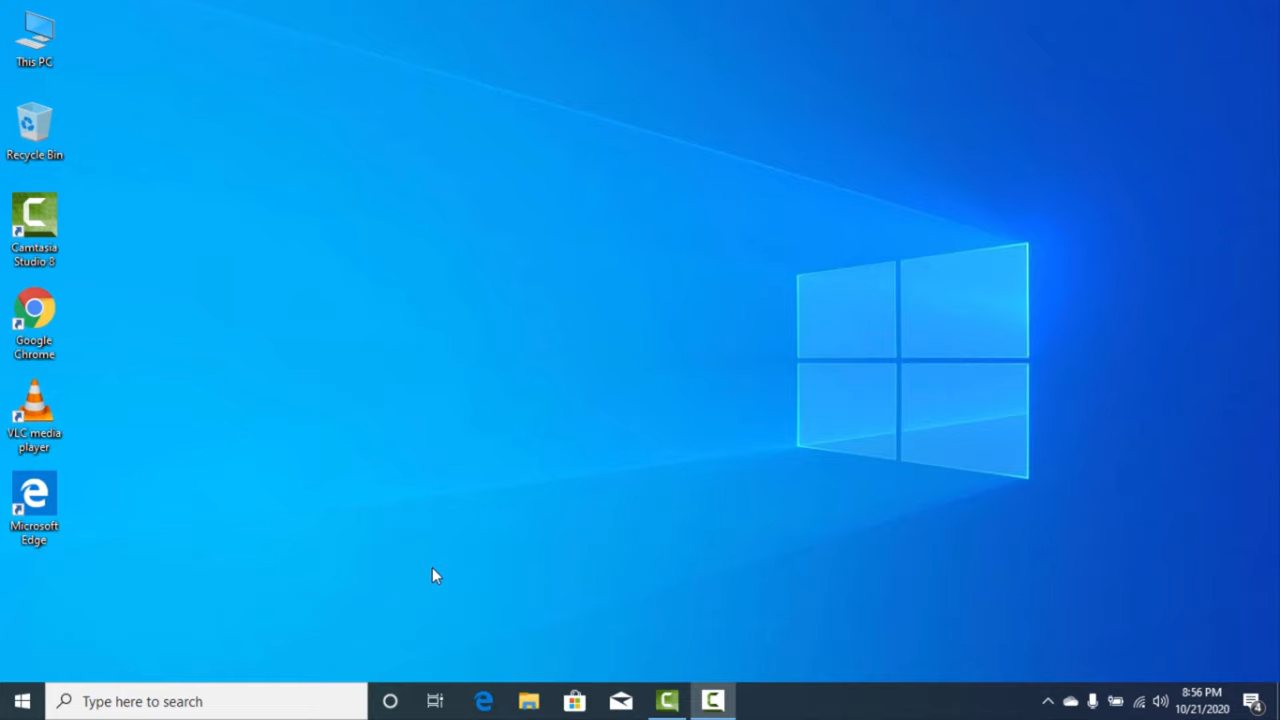 This PC
Recycle Bin
Camtasia
Studio 8
Google
Chrome
VLC media
player
Microsoft
Edge
Type here to search
8:56 PM
10/21/2020
4